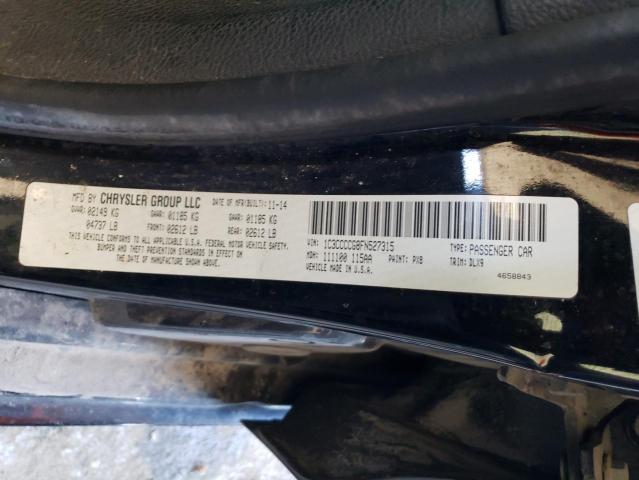 MFD BY CHRYSLER GROUP LLC DATE OF MFR(BUILT): 11-14
GVWR: 02149 KG GAWR: 01185 KG GAWR: 01185 KG
04737 LB FRONT: 02612 LB REAR: 02612 LB
THIS VEHICLE CONFORMS TO ALL APPLICABLE FEDERAL MOTOR VEHICLE SAFETY,
BUMPER AND THEFT PREVENTION STANDARDS IN EFFECT
ON THE DATE OF MANUFACTURE SHOWN ABOVE.
VIN: 1C3CCCCG8FN527315 TYPE: PASSENGER CAR
MDH: 111100 115AA PAINT: PX8 TRIM: DLX9
VEHICLE MADE IN U.S.A. 4658843